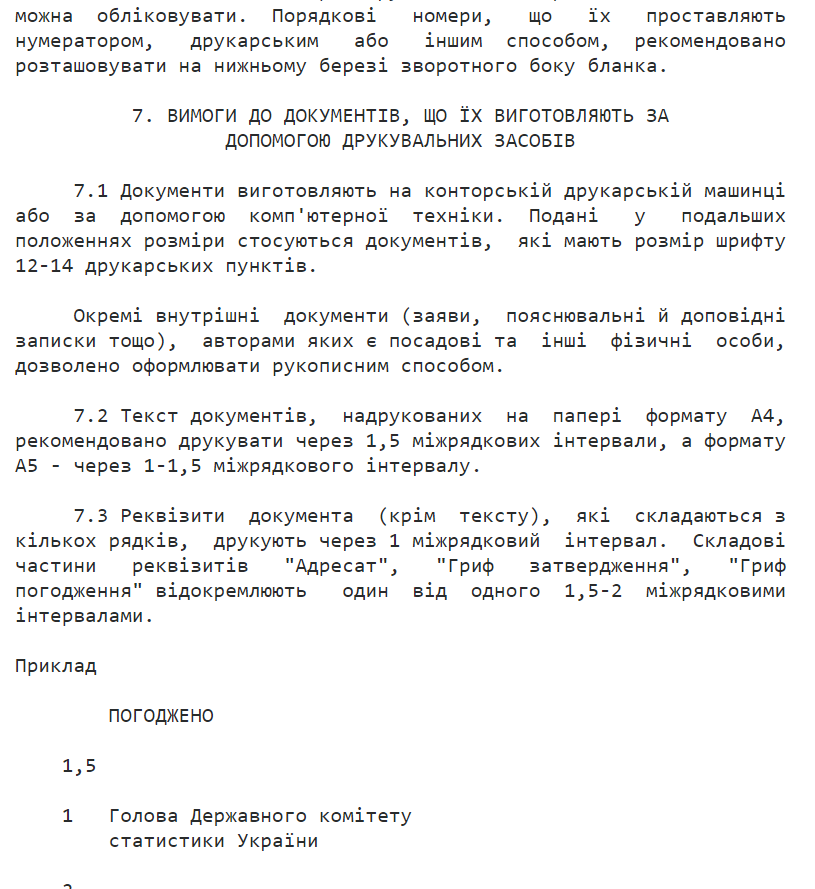 можна обліковувати. Порядкові номери, що їх проставляють
нумератором, друкарським або іншим способом, рекомендовано
розташовувати на нижньому березі зворотного боку бланка.
7. ВИМОГИ ДО ДОКУМЕНТІВ, ЩО ЇХ ВИГОТОВЛЯЮТЬ ЗА
ДОПОМОГОЮ ДРУКУВАЛЬНИХ ЗАСОБІВ
7.1 Документи виготовляють на конторській друкарській машинці
або за допомогою комп'ютерної техніки. Подані у подальших
положеннях розміри стосуються документів, які мають розмір шрифту
12-14 друкарських пунктів.
Окремі внутрішні документи (заяви, пояснювальні й доповідні
записки тощо), авторами яких є посадові та інші фізичні особи,
дозволено оформлювати рукописним способом.
7.2 Текст документів, надрукованих на папері формату А4,
рекомендовано друкувати через 1,5 міжрядкових інтервали, а формату
А5 - через 1-1,5 міжрядкового інтервалу.
7.3 Реквізити документа (крім тексту), які складаються з
кількох рядків, друкують через 1 міжрядковий інтервал. Складові
частини реквізитів "Адресат", "Гриф затвердження", "Гриф
погодження" відокремлюють один від одного 1,5-2 міжрядковими
інтервалами.
Приклад
ПОГОДЖЕНО
1,5
1 Голова Державного комітету
статистики України